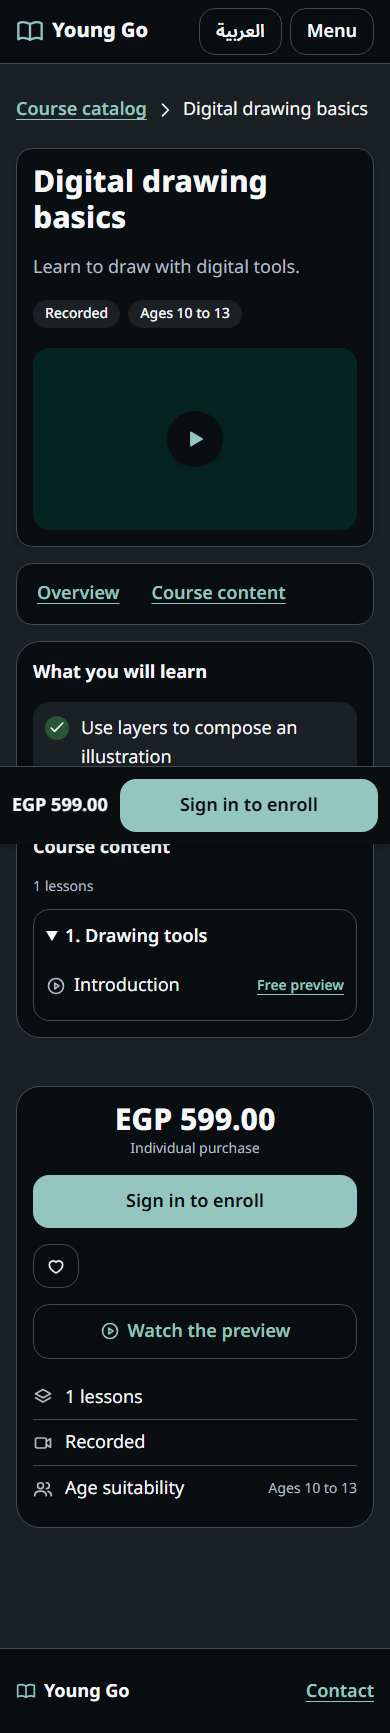 Young Go
العربية
Menu
Course catalog
Digital drawing basics
Digital drawing
basics
Learn to draw with digital tools.
Recorded
Ages 10 to 13
Overview
Course content
What you will learn
Use layers to compose an
illustration
EGP 599.00
Sign in to enroll
Course content
1 lessons
1. Drawing tools
Introduction
Free preview
EGP 599.00
Individual purchase
Sign in to enroll
Watch the preview
1 lessons
Recorded
Age suitability
Ages 10 to 13
Young Go
Contact